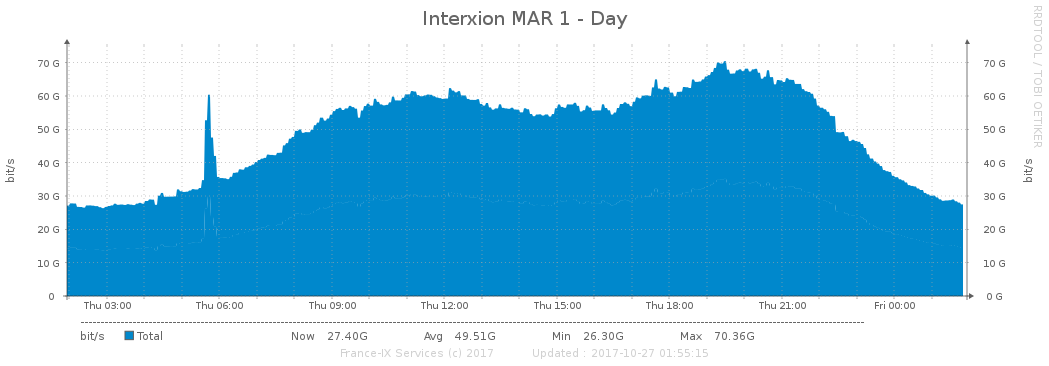 Interxion MAR 1 - Day
RRDTOOL / TOBI OETIKER
bit/s
70 G 70 G
60 G 60 G
50 G 50 G
40 G 40 G
30 G 30 G
20 G 20 G
10 G 10 G
0 0 G
bit/s
Thu 03:00 Thu 06:00 Thu 09:00 Thu 12:00 Thu 15:00 Thu 18:00 Thu 21:00 Fri 00:00
bit/s Total Now 27.40G Avg 49.51G Min 26.30G Max 70.36G
France-IX Services (c) 2017 Updated : 2017-10-27 01:55:15